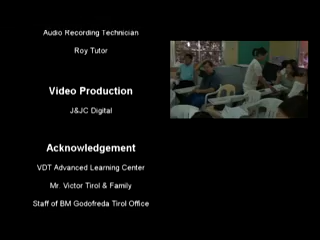 Audio Recording Technician
Roy Tutor
Video Production
J&JC Digital
Acknowledgement
VDT Advanced Learning Center
Mr. Victor Tirol & Family
Staff of BM Godofreda Tirol Office